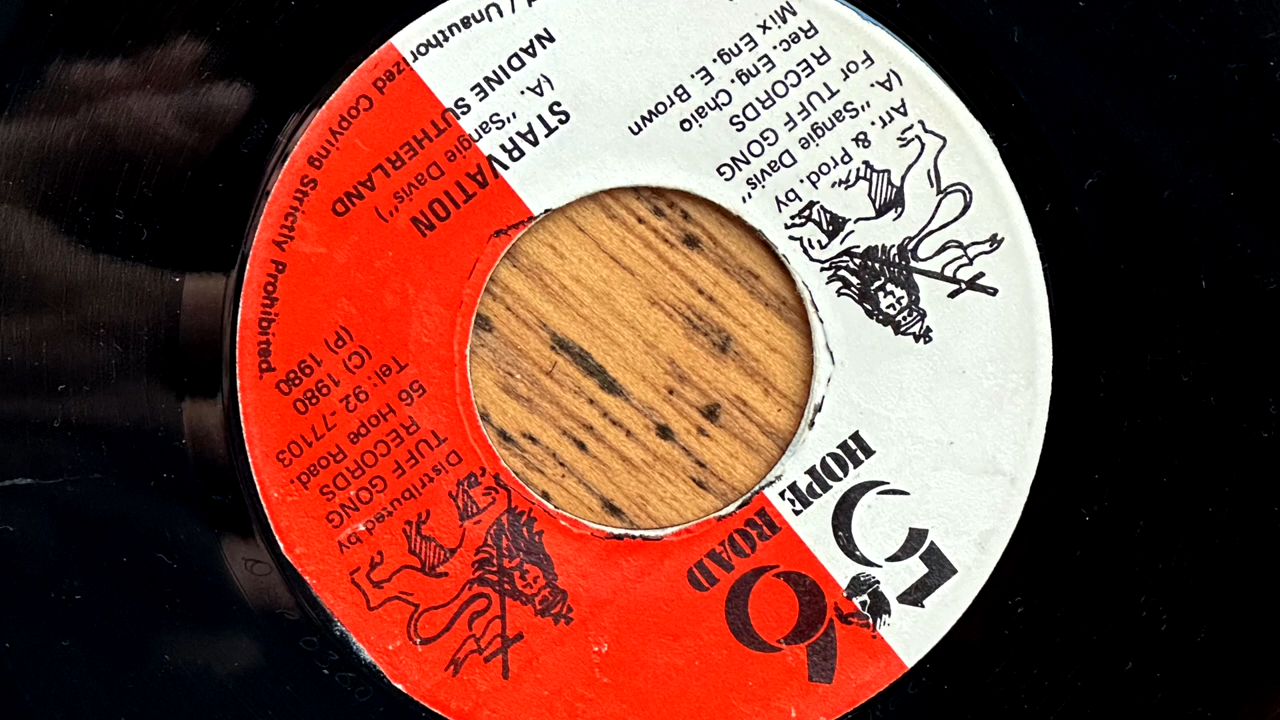 56
HOPE ROAD
Arr. & Prod. by
(A. "Sangie Davis"
For TUFF GONG
RECORDS
Rec. Eng. Chaio
Mix Eng. E. Brown
Distributed by
TUFF GONG
RECORDS
56 Hope Road.
Tel: 92-77103
(C) 1980
(P) 1980
STARVATION
(A. "Sangie Davis")
NADINE SUTHERLAND
/ Unauthorized Copying Strictly Prohibited.